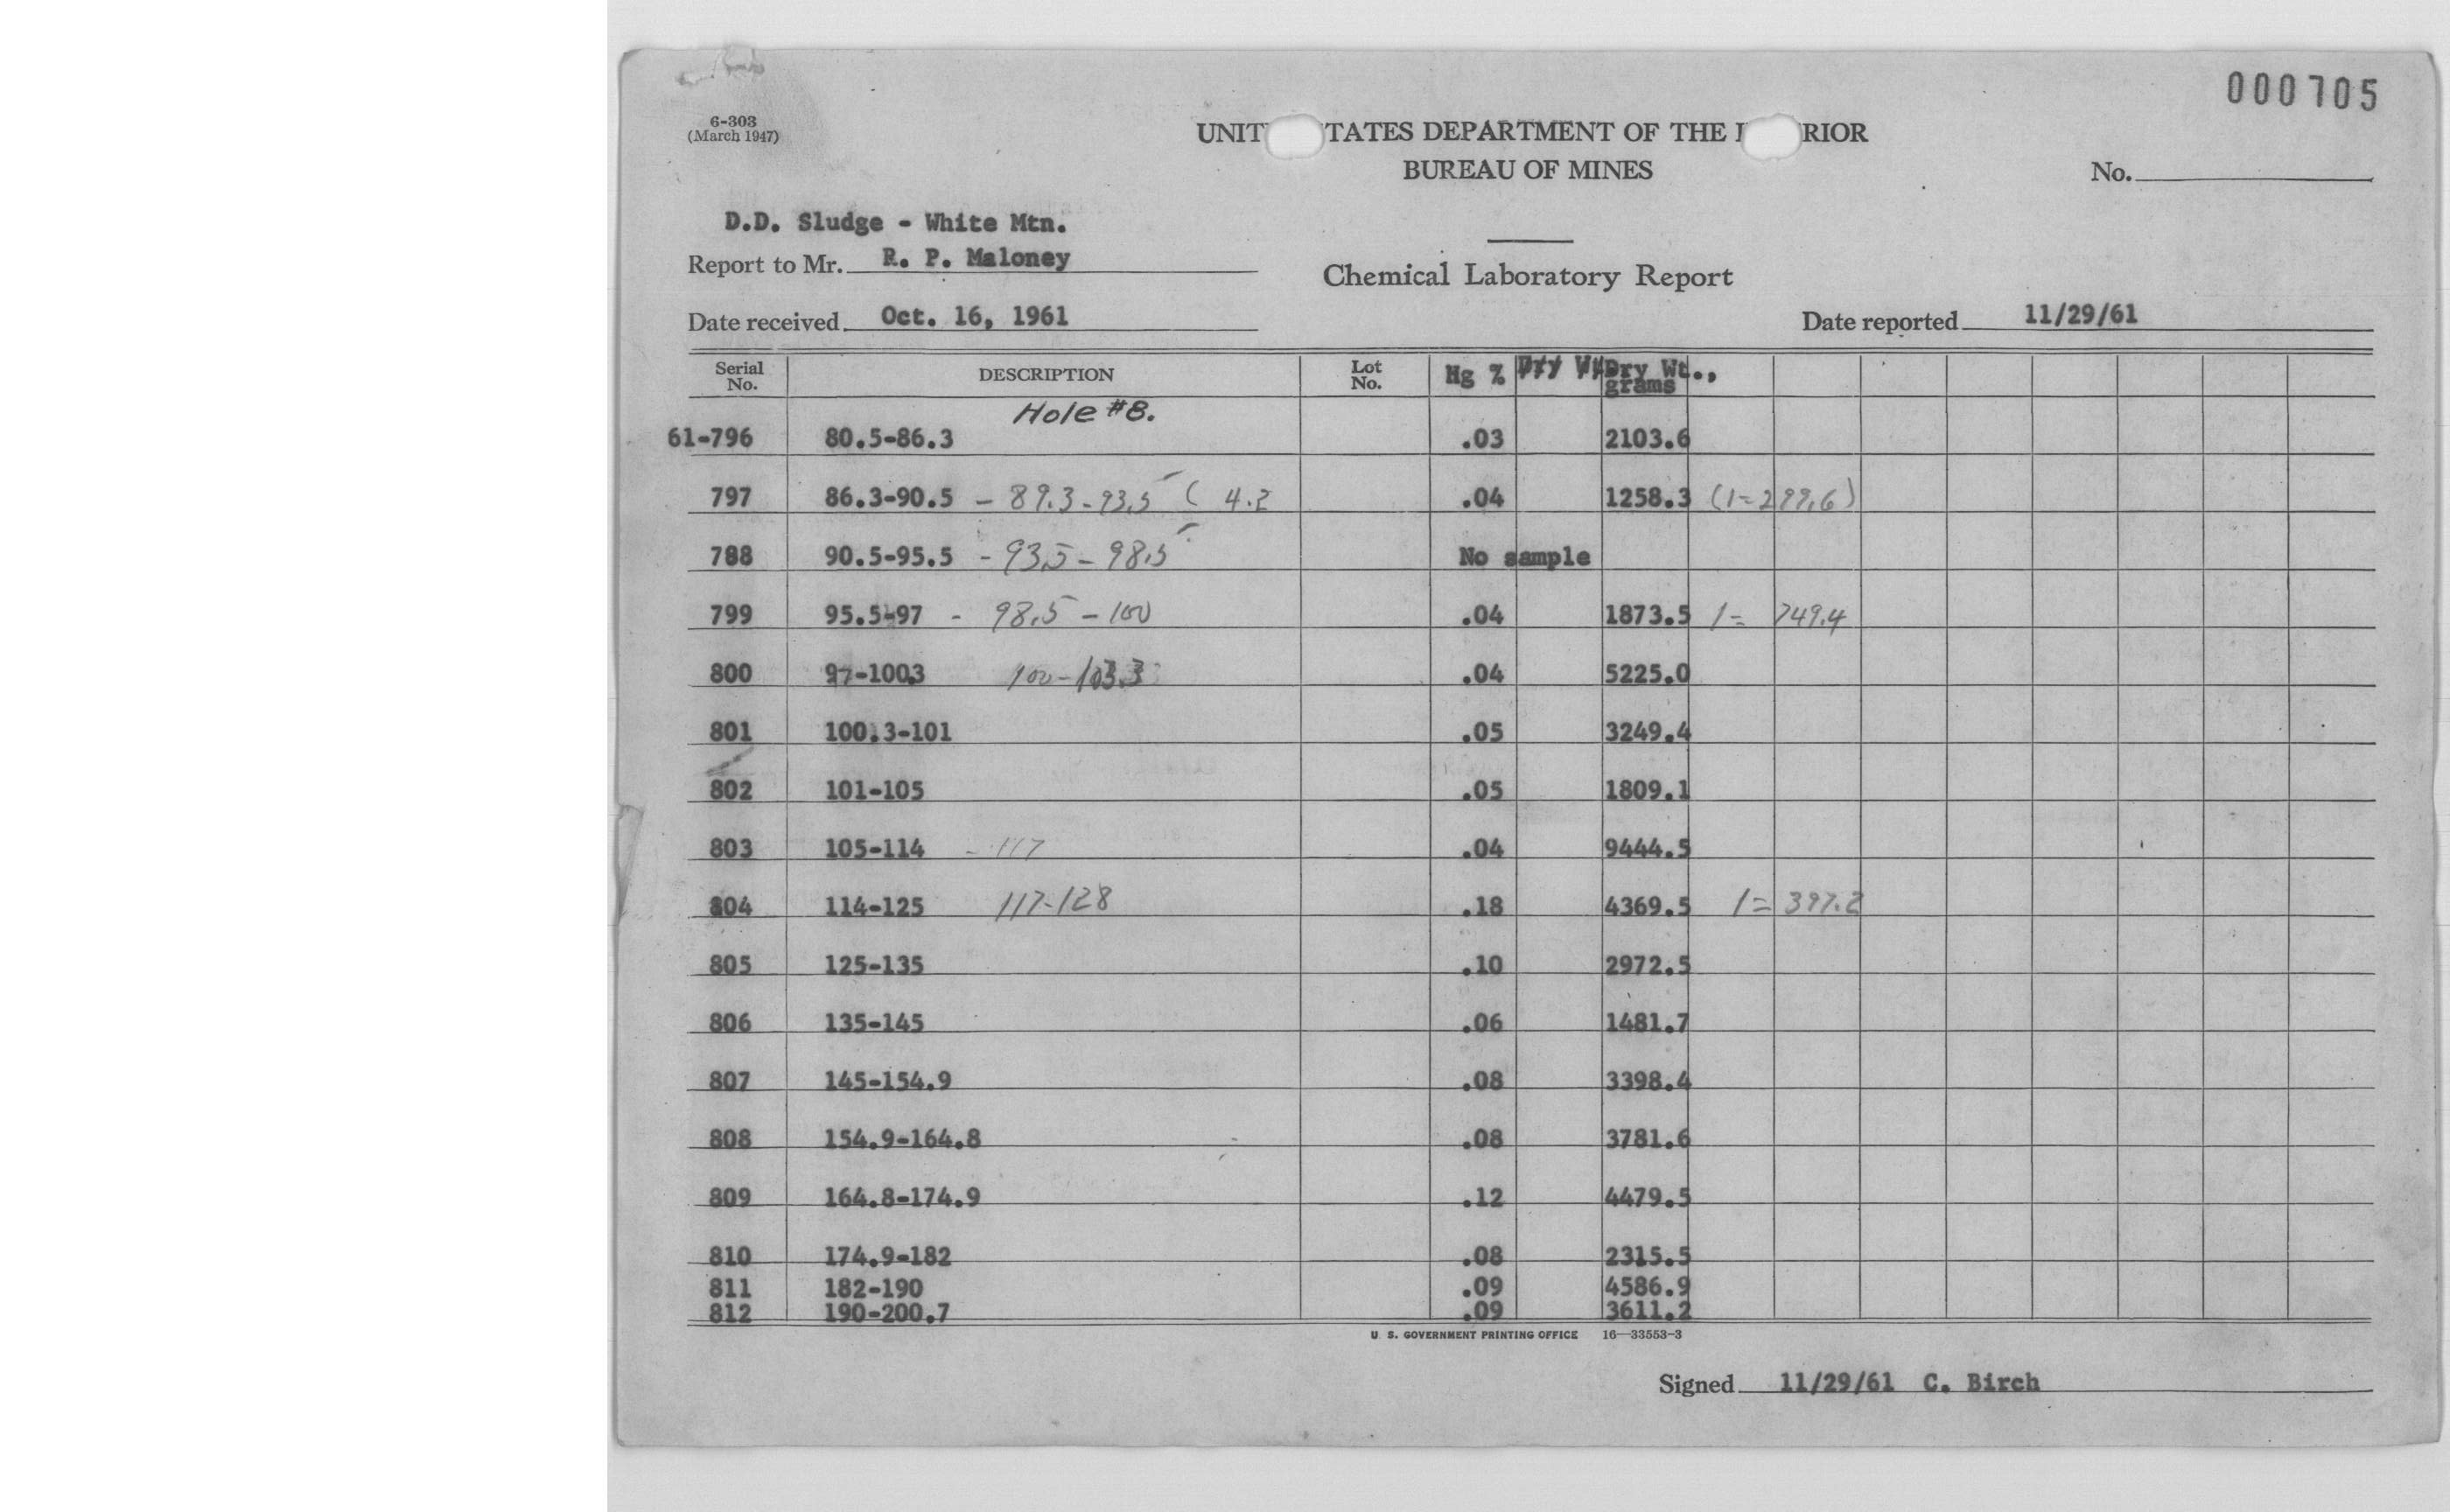 000705
6-303
(March 1947)
UNIT TATES DEPARTMENT OF THE I RIOR
BUREAU OF MINES
No.
D.D. Sludge - White Mtn.
Report to Mr. R. P. Maloney
Chemical Laboratory Report
Date received Oct. 16, 1961
Date reported 11/29/61
Serial No. DESCRIPTION Lot No. Hg % Dry Wt., grams
Hole #8.
61-796 80.5-86.3 .03 2103.6
797 86.3-90.5 - 89.3-93.5 ( 4.2 .04 1258.3 (1=299.6)
788 90.5-95.5 - 93.5-98.5 No sample
799 95.5-97 - 98.5-100 .04 1873.5 1= 749.4
800 97-100.3 100-103.3 .04 5225.0
801 100.3-101 .05 3249.4
802 101-105 .05 1809.1
803 105-114 - 117 .04 9444.5
804 114-125 117-128 .18 4369.5 1= 397.2
805 125-135 .10 2972.5
806 135-145 .06 1481.7
807 145-154.9 .08 3398.4
808 154.9-164.8 .08 3781.6
809 164.8-174.9 .12 4479.5
810 174.9-182 .08 2315.5
811 182-190 .09 4586.9
812 190-200.7 .09 3611.2
U. S. GOVERNMENT PRINTING OFFICE 16—33553-3
Signed 11/29/61 C. Birch